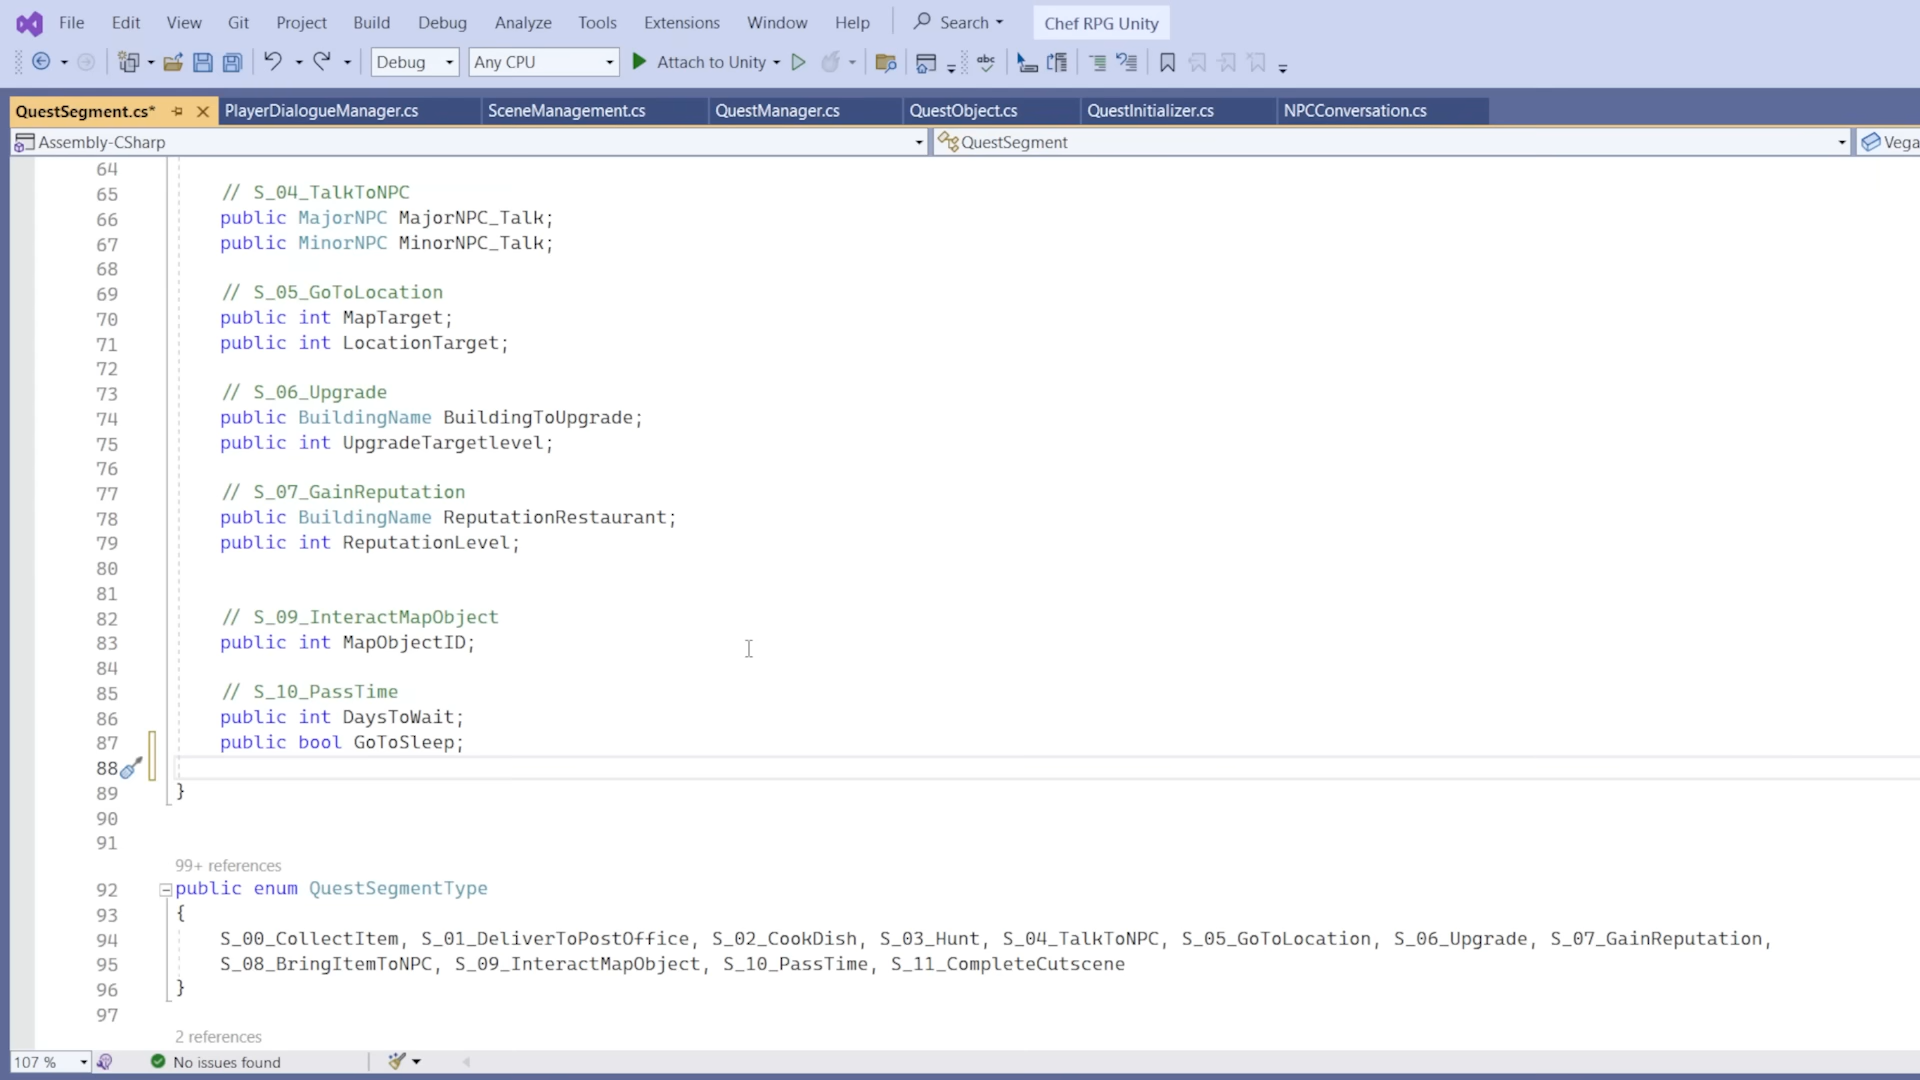 File Edit View Git Project Build Debug Analyze Tools Extensions Window Help Search Chef RPG Unity
Debug Any CPU Attach to Unity abc
QuestSegment.cs* PlayerDialogueManager.cs SceneManagement.cs QuestManager.cs QuestObject.cs QuestInitializer.cs NPCConversation.cs
Assembly-CSharp QuestSegment Vega
64
65 // S_04_TalkToNPC
66 public MajorNPC MajorNPC_Talk;
67 public MinorNPC MinorNPC_Talk;
68
69 // S_05_GoToLocation
70 public int MapTarget;
71 public int LocationTarget;
72
73 // S_06_Upgrade
74 public BuildingName BuildingToUpgrade;
75 public int UpgradeTargetlevel;
76
77 // S_07_GainReputation
78 public BuildingName ReputationRestaurant;
79 public int ReputationLevel;
80
81
82 // S_09_InteractMapObject
83 public int MapObjectID;
84
85 // S_10_PassTime
86 public int DaysToWait;
87 public bool GoToSleep;
88
89 }
90
91
99+ references
92 public enum QuestSegmentType
93 {
94 S_00_CollectItem, S_01_DeliverToPostOffice, S_02_CookDish, S_03_Hunt, S_04_TalkToNPC, S_05_GoToLocation, S_06_Upgrade, S_07_GainReputation,
95 S_08_BringItemToNPC, S_09_InteractMapObject, S_10_PassTime, S_11_CompleteCutscene
96 }
97
2 references
107 % No issues found